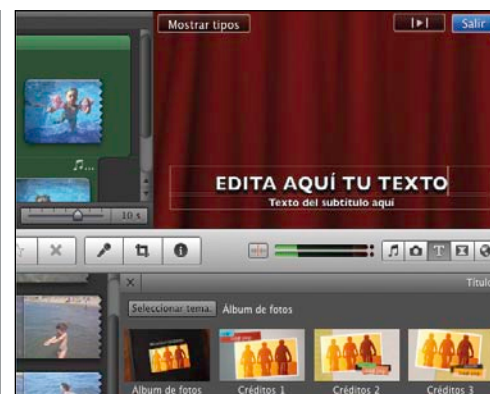 Mostrar tipos
Salir
EDITA AQUÍ TU TEXTO
Texto del subtítulo aquí
10 s
T
Título
Seleccionar tema.
Álbum de fotos
Álbum de fotos
Créditos 1
Créditos 2
Créditos 3